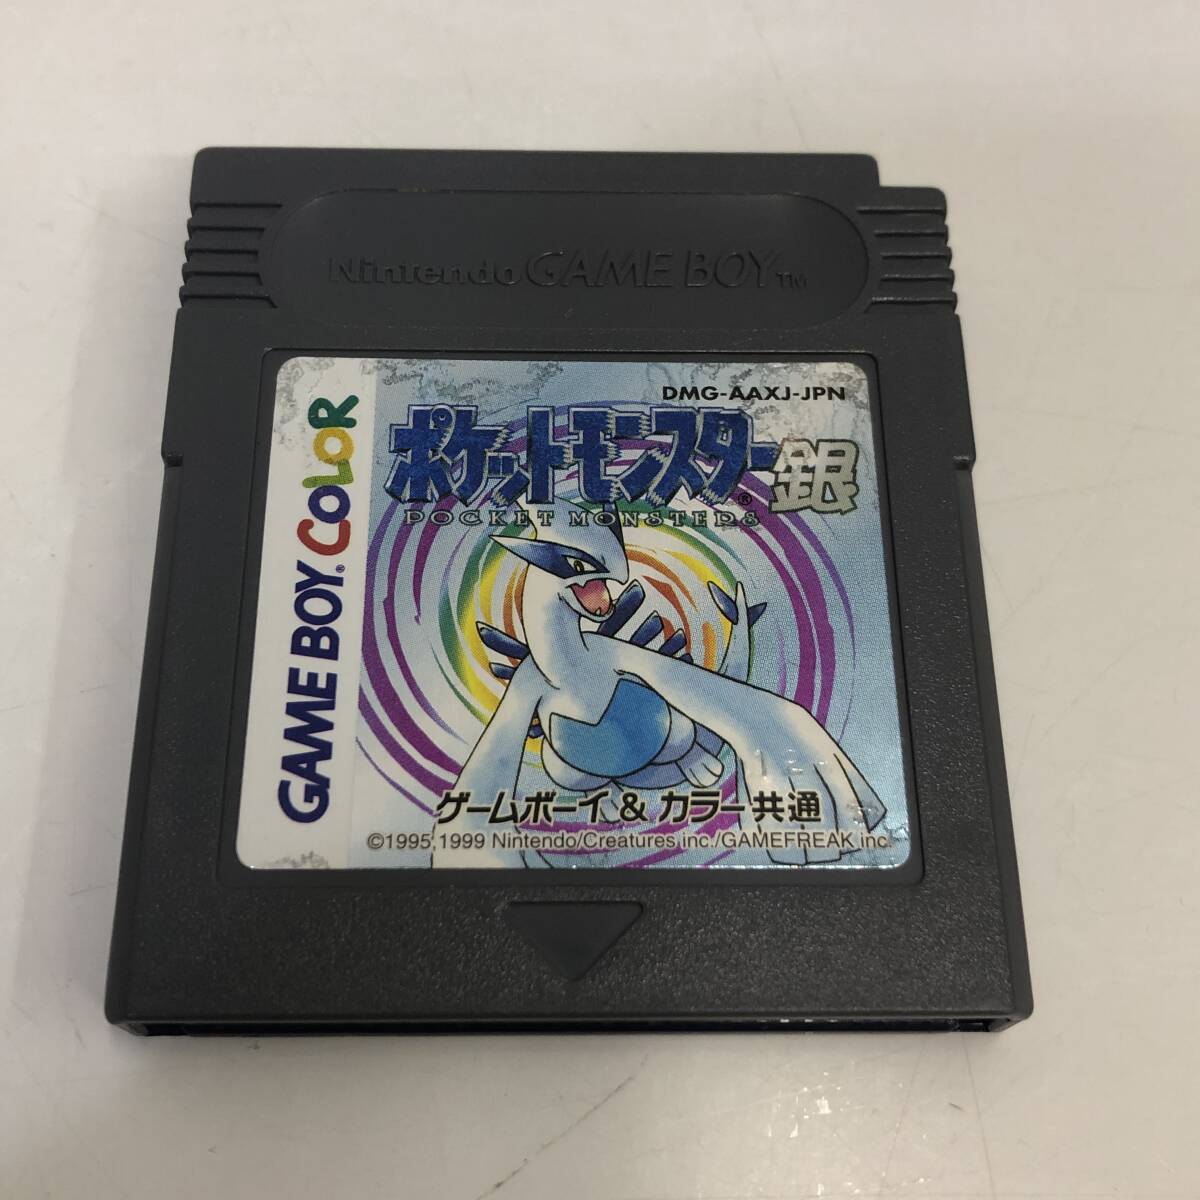 Nintendo GAME BOY TM
DMG-AAXJ-JPN
ポケットモンスター銀
®
POCKET MONSTERS
GAME BOY® COLOR
ゲームボーイ & カラー共通
©1995,1999 Nintendo/Creatures inc./GAMEFREAK inc.